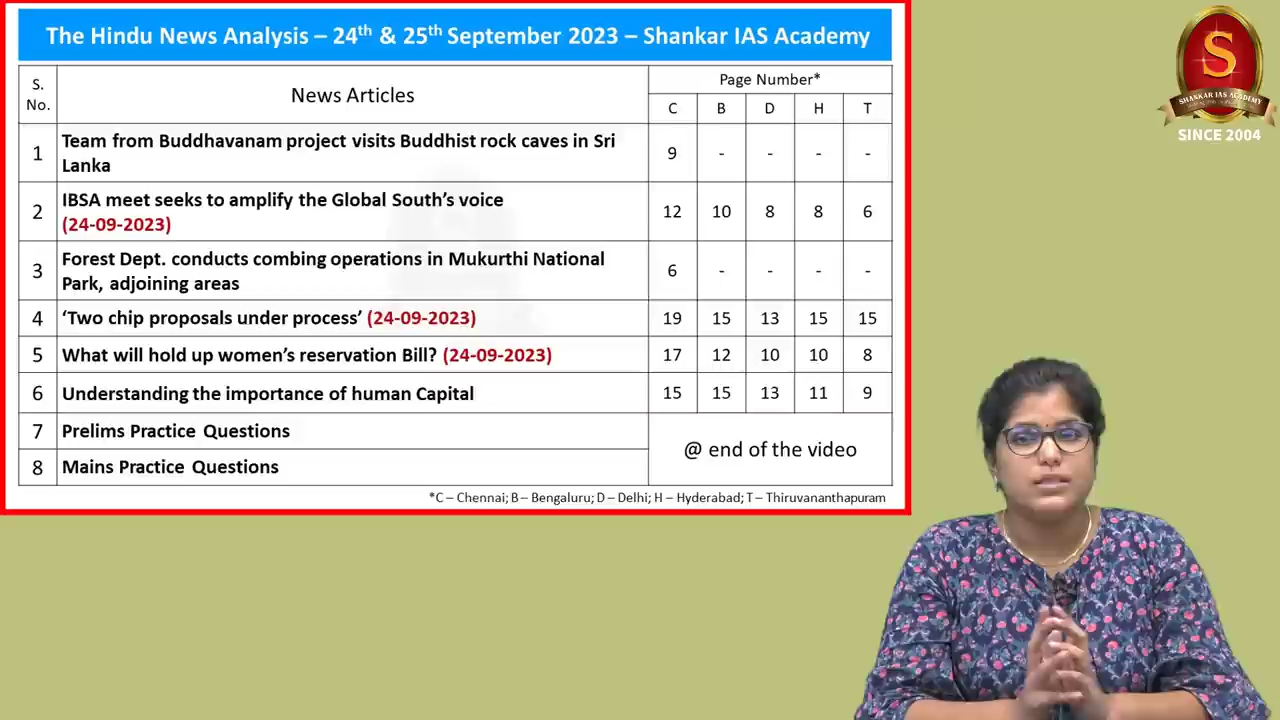 The Hindu News Analysis – 24th & 25th September 2023 – Shankar IAS Academy
S. No. News Articles Page Number*
C B D H T
1 Team from Buddhavanam project visits Buddhist rock caves in Sri
Lanka 9 - - - -
2 IBSA meet seeks to amplify the Global South's voice
(24-09-2023) 12 10 8 8 6
3 Forest Dept. conducts combing operations in Mukurthi National
Park, adjoining areas 6 - - - -
4 ‘Two chip proposals under process’ (24-09-2023) 19 15 13 15 15
5 What will hold up women’s reservation Bill? (24-09-2023) 17 12 10 10 8
6 Understanding the importance of human Capital 15 15 13 11 9
7 Prelims Practice Questions
8 Mains Practice Questions
@ end of the video
*C – Chennai; B – Bengaluru; D – Delhi; H – Hyderabad; T – Thiruvananthapuram
S
SHANKAR IAS ACADEMY
SINCE 2004